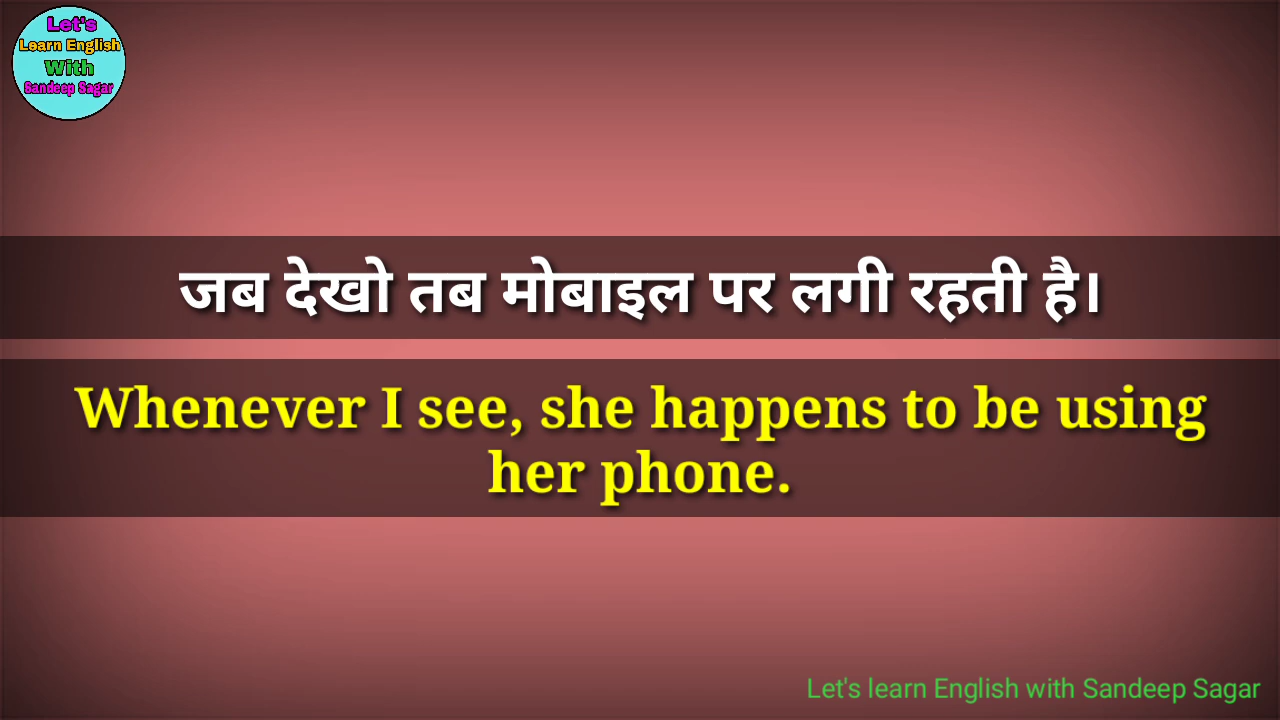 Let's
Learn English
With
Sandeep Sagar
जब देखो तब मोबाइल पर लगी रहती है।
Whenever I see, she happens to be using
her phone.
Let's learn English with Sandeep Sagar